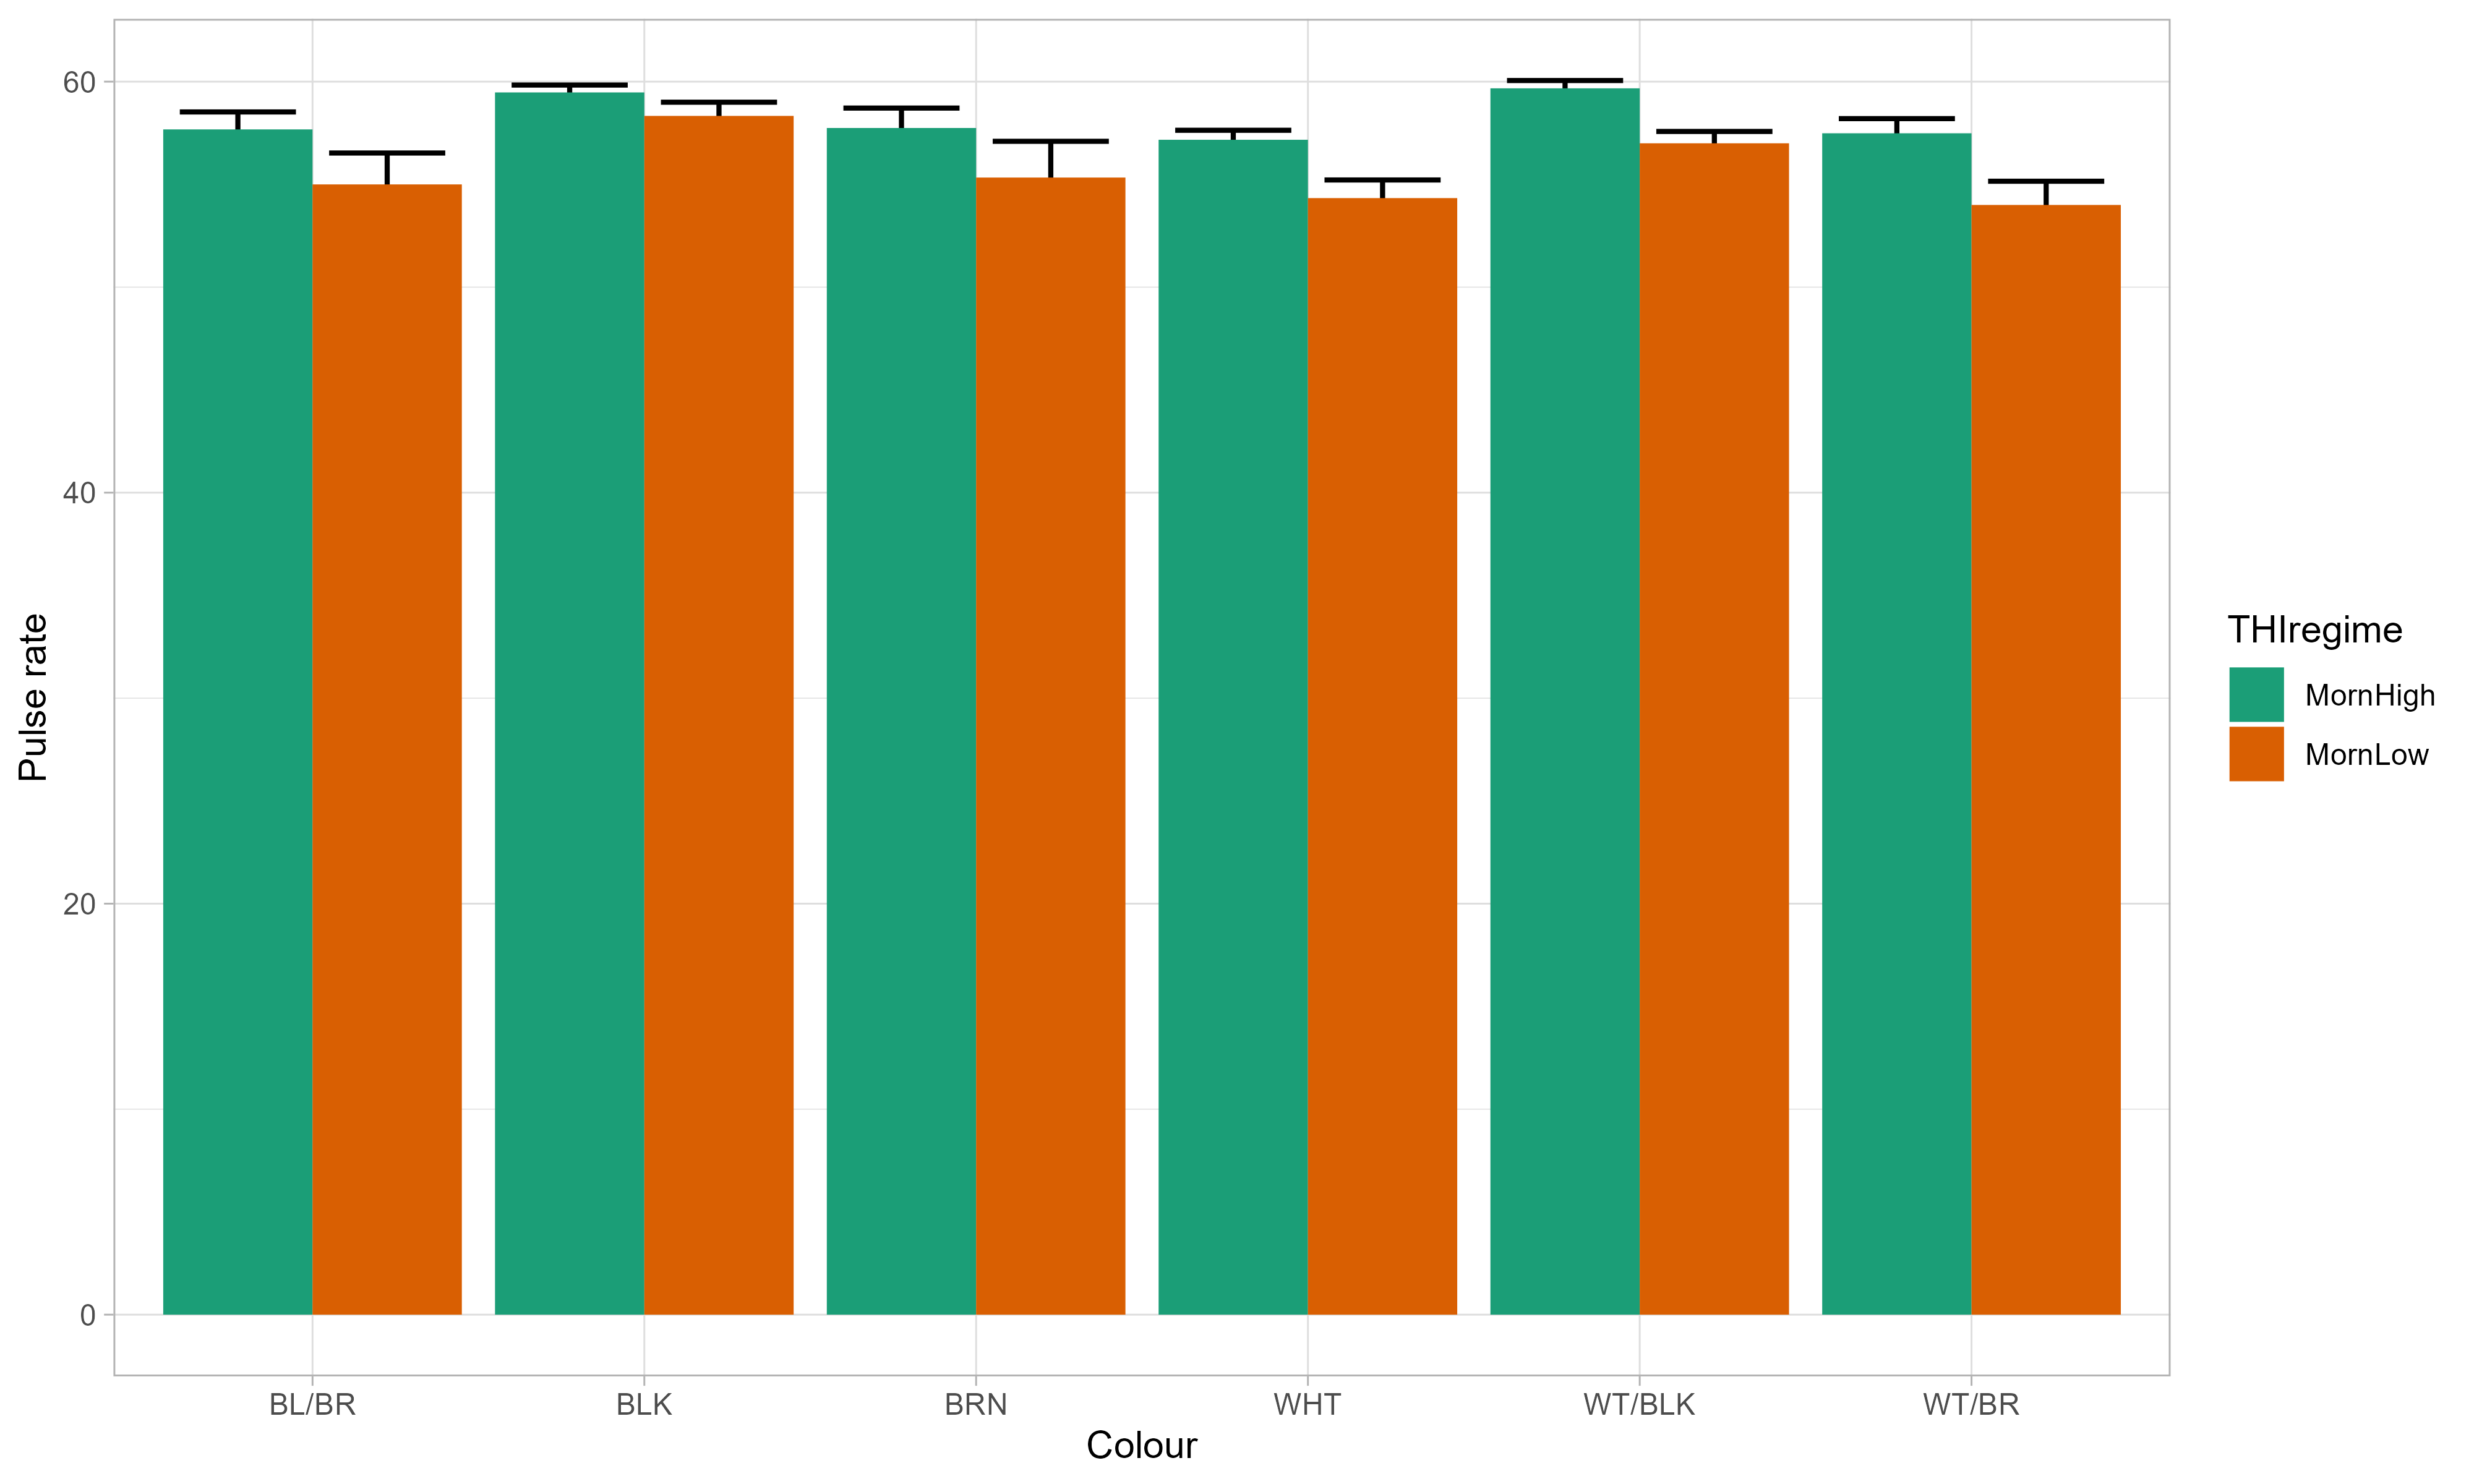 60
40
20
0
Pulse rate
BL/BR BLK BRN WHT WT/BLK WT/BR
Colour
THIregime
MornHigh
MornLow